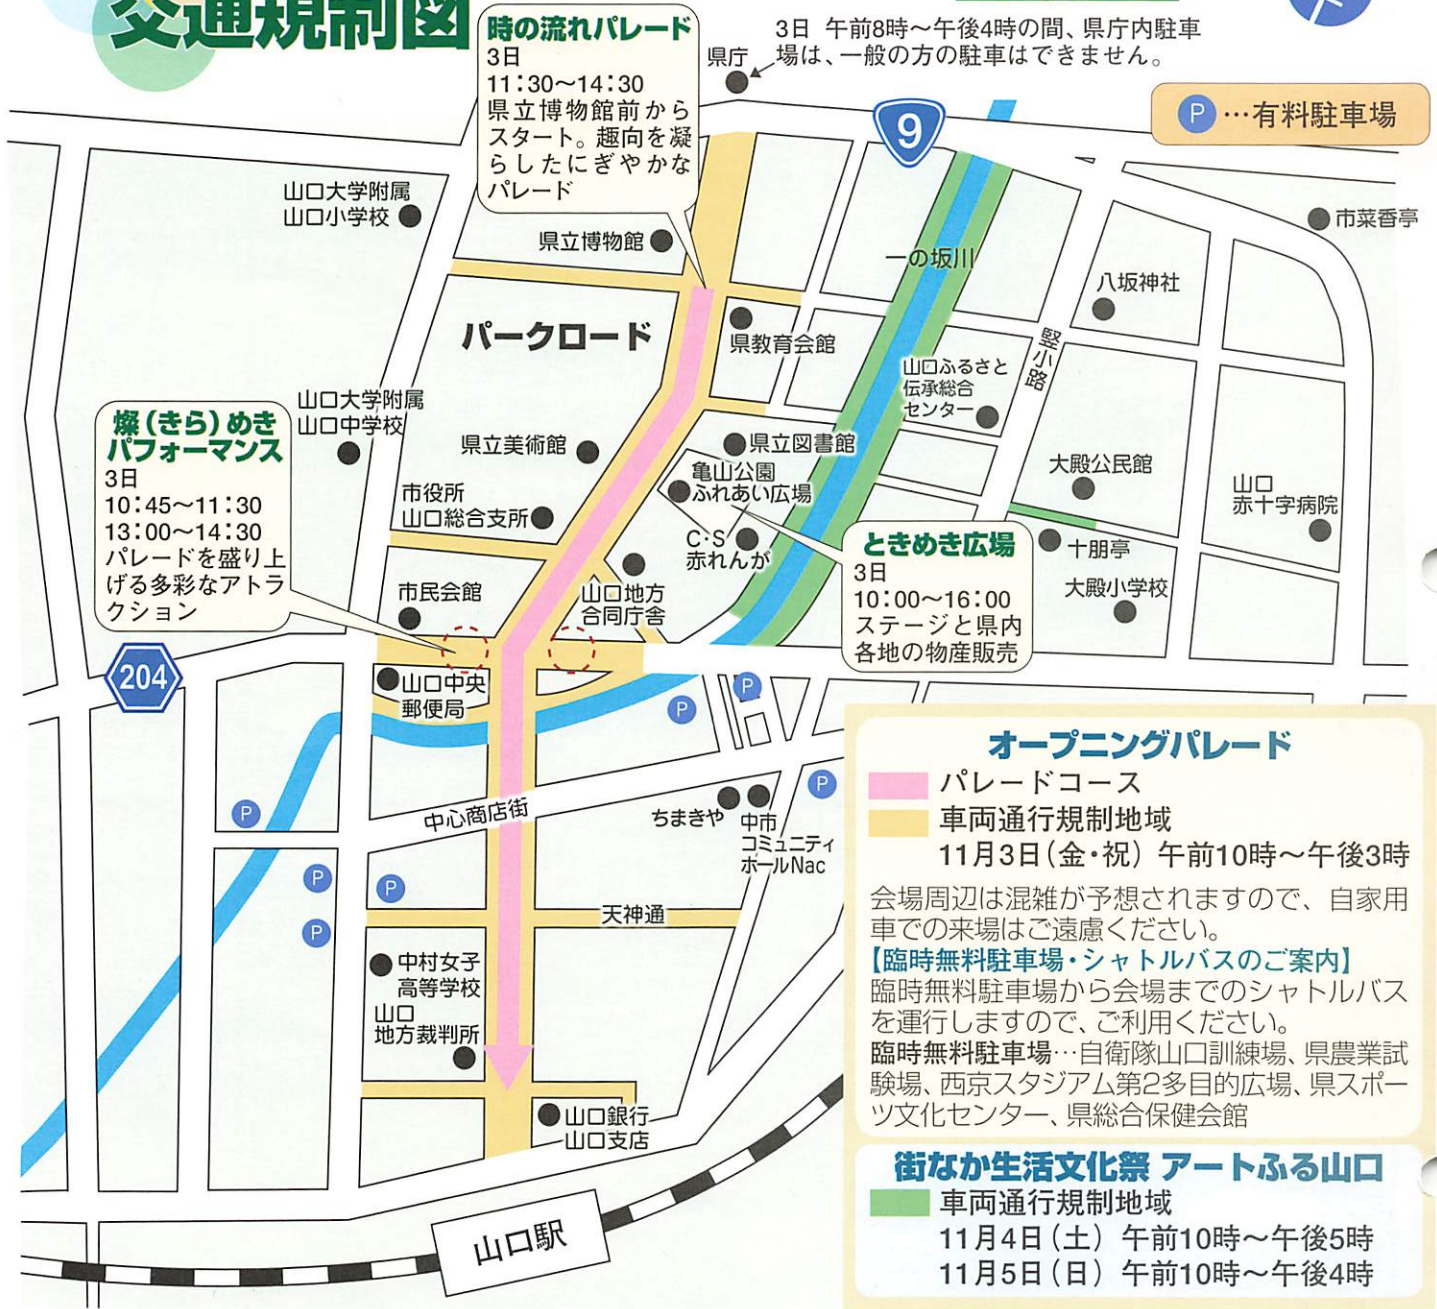 交通規制図
時の流れパレード
3日
11:30〜14:30
県立博物館前から
スタート。趣向を凝
らしたにぎやかな
パレード
3日 午前8時〜午後4時の間、県庁内駐車
場は、一般の方の駐車はできません。
県庁
9
P…有料駐車場
山口大学附属
山口小学校
市菜香亭
県立博物館
一の坂川
八坂神社
パークロード
県教育会館
竪小路
山口ふるさと
伝承総合
センター
燦(きら)めき
パフォーマンス
3日
10:45〜11:30
13:00〜14:30
パレードを盛り上
げる多彩なアトラ
クション
山口大学附属
山口中学校
県立美術館
県立図書館
亀山公園
ふれあい広場
大殿公民館
山口
赤十字病院
市役所
山口総合支所
C・S
赤れんが
ときめき広場
3日
10:00〜16:00
ステージと県内
各地の物産販売
十朋亭
大殿小学校
市民会館
山口地方
合同庁舎
204
山口中央
郵便局
P
P
P
P
P
P
P
中心商店街
ちまきや
中市
コミュニティ
ホールNac
天神通
中村女子
高等学校
山口
地方裁判所
山口銀行
山口支店
山口駅
オープニングパレード
パレードコース
車両通行規制地域
11月3日(金・祝) 午前10時〜午後3時
会場周辺は混雑が予想されますので、自家用
車での来場はご遠慮ください。
【臨時無料駐車場・シャトルバスのご案内】
臨時無料駐車場から会場までのシャトルバス
を運行しますので、ご利用ください。
臨時無料駐車場…自衛隊山口訓練場、県農業試
験場、西京スタジアム第2多目的広場、県スポー
ツ文化センター、県総合保健会館
街なか生活文化祭 アートふる山口
車両通行規制地域
11月4日(土) 午前10時〜午後5時
11月5日(日) 午前10時〜午後4時